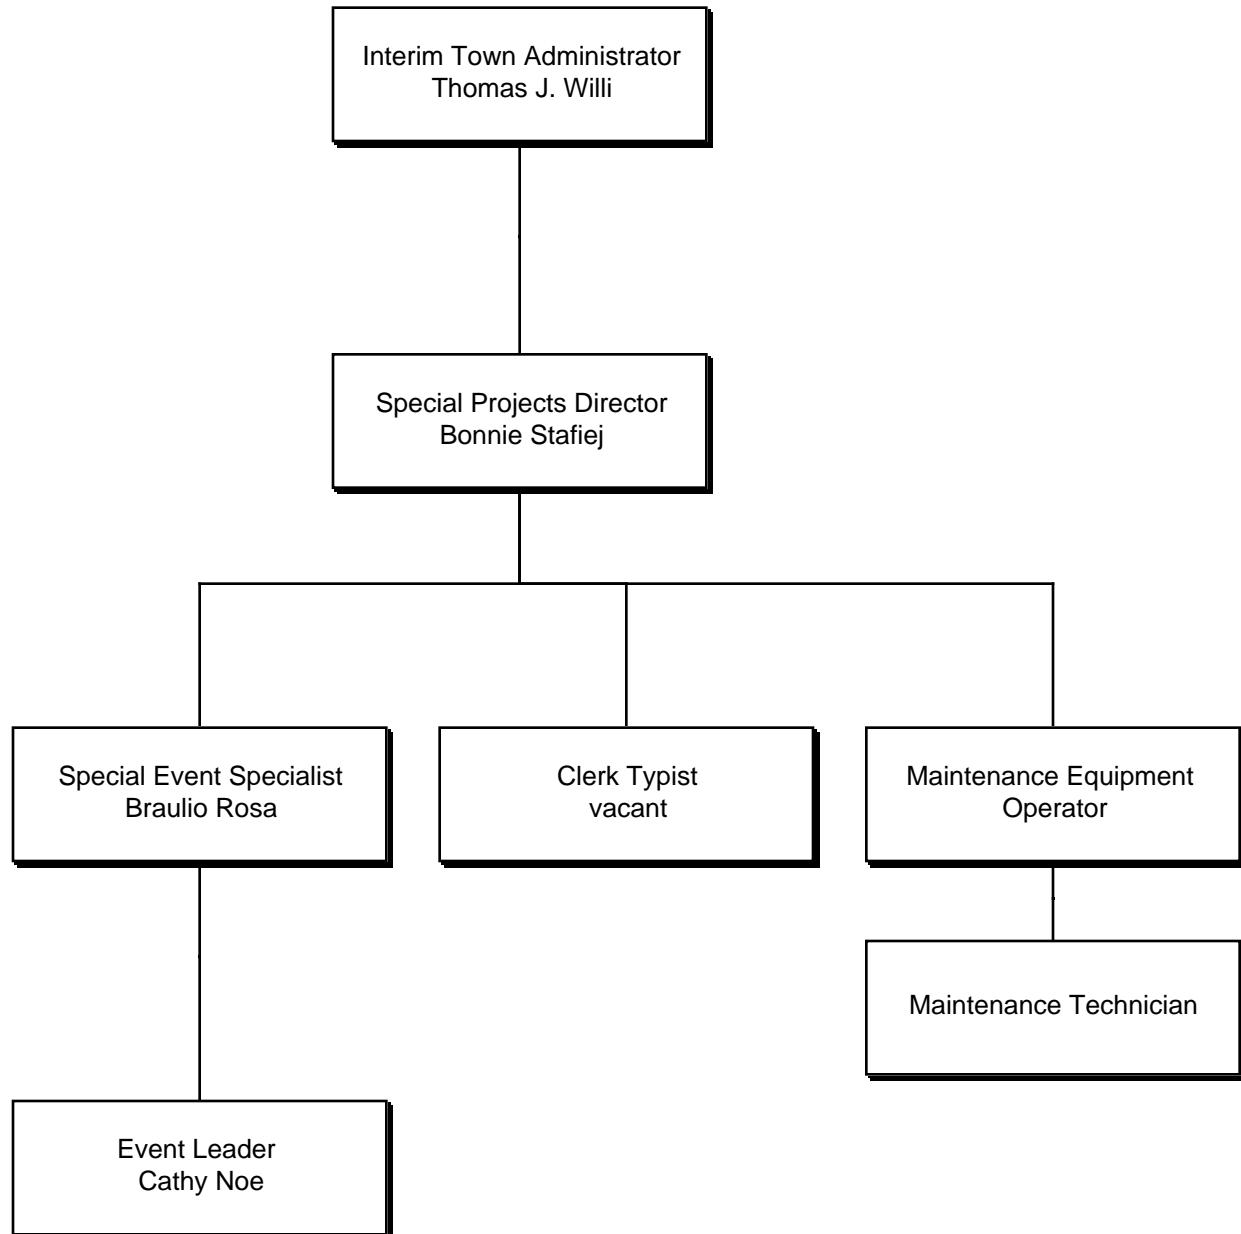 Interim Town Administrator
Thomas J. Willi
Special Projects Director
Bonnie Stafiej
Special Event Specialist
Braulio Rosa
Clerk Typist
vacant
Maintenance Equipment
Operator
Maintenance Technician
Event Leader
Cathy Noe